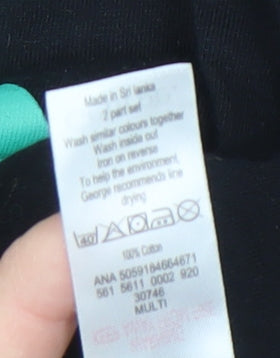 Made in Sri lanka
2 part set
Wash similar colours together
Wash inside out
Iron on reverse
To help the environment,
George recommends line
drying
40
100% Cotton
ANA 5059184664671
561 5611 0002 920
30746
MULTI